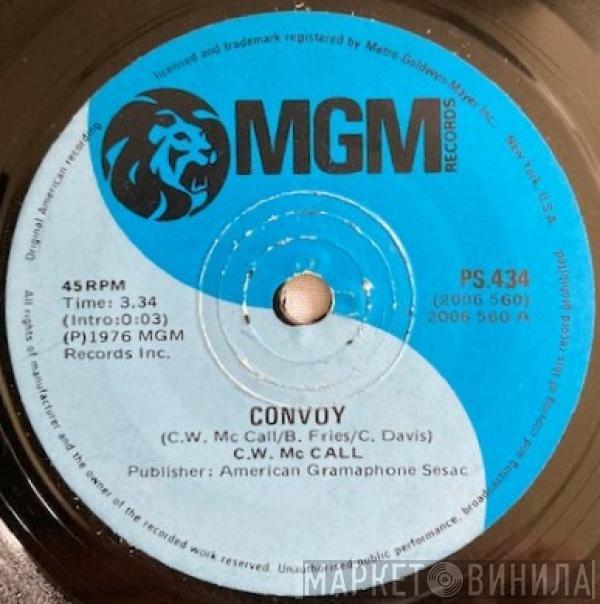 licensed and trademark registered by Metro-Goldwyn-Mayer Inc., New York, U.S.A.
Original American recording
MGM
RECORDS
45 RPM
Time: 3.34
(Intro:0:03)
(P)1976 MGM
Records Inc.
PS.434
(2006 560)
2006 560 A
CONVOY
(C.W. Mc Call/B. Fries/C. Davis)
C.W. Mc CALL
Publisher: American Gramaphone Sesac
All rights of manufacturer and the owner of the recorded work reserved. Unauthorised public performance, broadcasting and copying of this record prohibited
МАРКЕТ ВИНИЛА